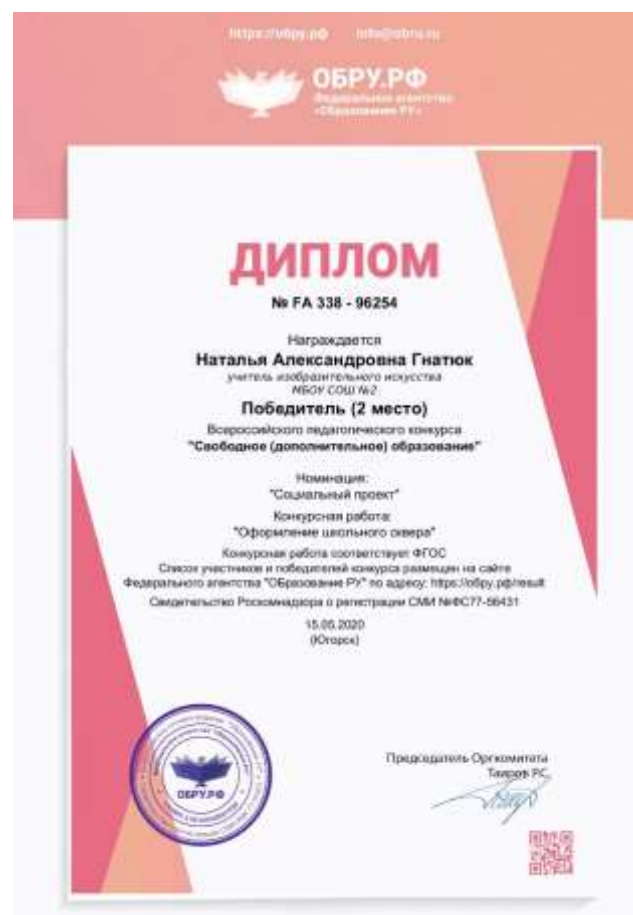 https://обру.рф info@obru.ru
ОБРУ.РФ
Федеральное агентство
«Образование РУ»
ДИПЛОМ
№ FA 338 - 96254
Награждается
Наталья Александровна Гнатюк
учитель изобразительного искусства
МБОУ СОШ №2
Победитель (2 место)
Всероссийского педагогического конкурса
"Свободное (дополнительное) образование"
Номинация:
"Социальный проект"
Конкурсная работа:
"Оформление школьного сквера"
Конкурсная работа соответствует ФГОС
Список участников и победителей конкурса размещен на сайте
Федерального агентства "Образование РУ" по адресу: https://обру.рф/result
Свидетельство Роскомнадзора о регистрации СМИ №ФС77-56431
15.05.2020
(Югорск)
Председатель Оргкомитета
Таиров Р.С.
ОБРУ.РФ